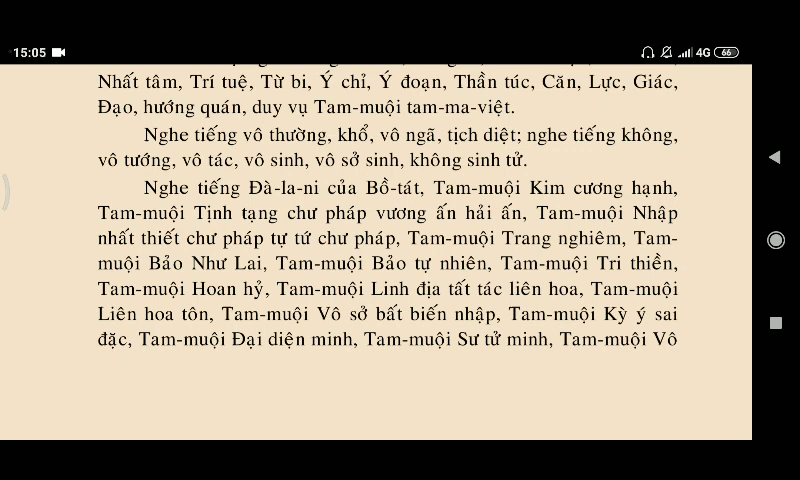 15:05
4G 66
Nhất tâm, Trí tuệ, Từ bi, Ý chỉ, Ý đoạn, Thần túc, Căn, Lực, Giác,
Đạo, hướng quán, duy vụ Tam-muội tam-ma-việt.
Nghe tiếng vô thường, khổ, vô ngã, tịch diệt; nghe tiếng không,
vô tướng, vô tác, vô sinh, vô sở sinh, không sinh tử.
Nghe tiếng Đà-la-ni của Bồ-tát, Tam-muội Kim cương hạnh,
Tam-muội Tịnh tạng chư pháp vương ấn hải ấn, Tam-muội Nhập
nhất thiết chư pháp tự tứ chư pháp, Tam-muội Trang nghiêm, Tam-
muội Bảo Như Lai, Tam-muội Bảo tự nhiên, Tam-muội Tri thiền,
Tam-muội Hoan hỷ, Tam-muội Linh địa tất tác liên hoa, Tam-muội
Liên hoa tôn, Tam-muội Vô sở bất biến nhập, Tam-muội Kỳ ý sai
đặc, Tam-muội Đại diện minh, Tam-muội Sư tử minh, Tam-muội Vô